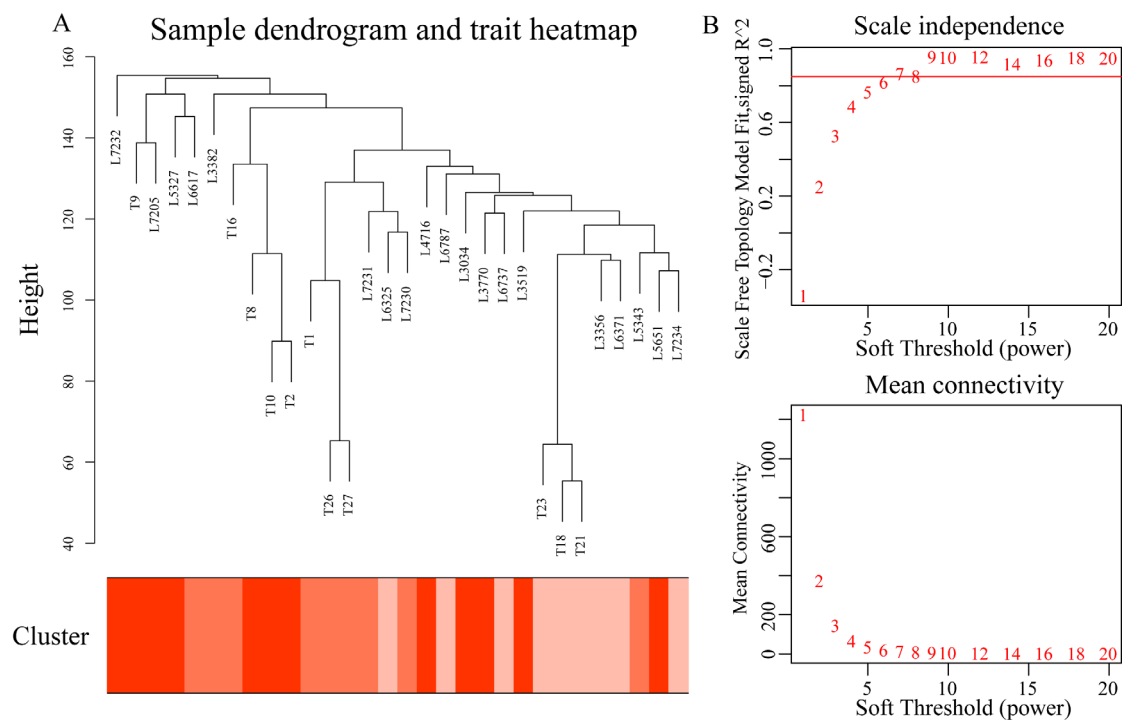 A
Sample dendrogram and trait heatmap
Height
160
140
120
100
80
60
40
L7232
T9
L7205
L5327
L6617
L3382
T16
T8
T10
T2
T1
T26
T27
L7231
L6325
L7230
L4716
L6787
L3034
L3770
L6737
L3519
T23
T18
T21
L3356
L6371
L5343
L5651
L7234
Cluster
B
Scale independence
Scale Free Topology Model Fit,signed R^2
1.0
0.6
0.2
−0.2
1 2 3 4 5 6 7 8 9 10 12 14 16 18 20
5 10 15 20
Soft Threshold (power)
Mean connectivity
Mean Connectivity
1000
600
200
0
1 2 3 4 5 6 7 8 9 10 12 14 16 18 20
5 10 15 20
Soft Threshold (power)